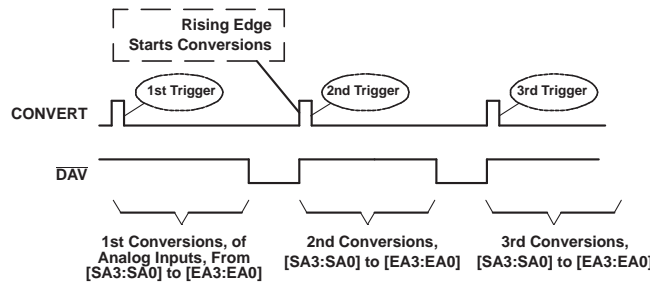 Rising Edge
Starts Conversions
1st Trigger
2nd Trigger
3rd Trigger
CONVERT
DAV
1st Conversions, of
Analog Inputs, From
[SA3:SA0] to [EA3:EA0]
2nd Conversions,
[SA3:SA0] to [EA3:EA0]
3rd Conversions,
[SA3:SA0] to [EA3:EA0]